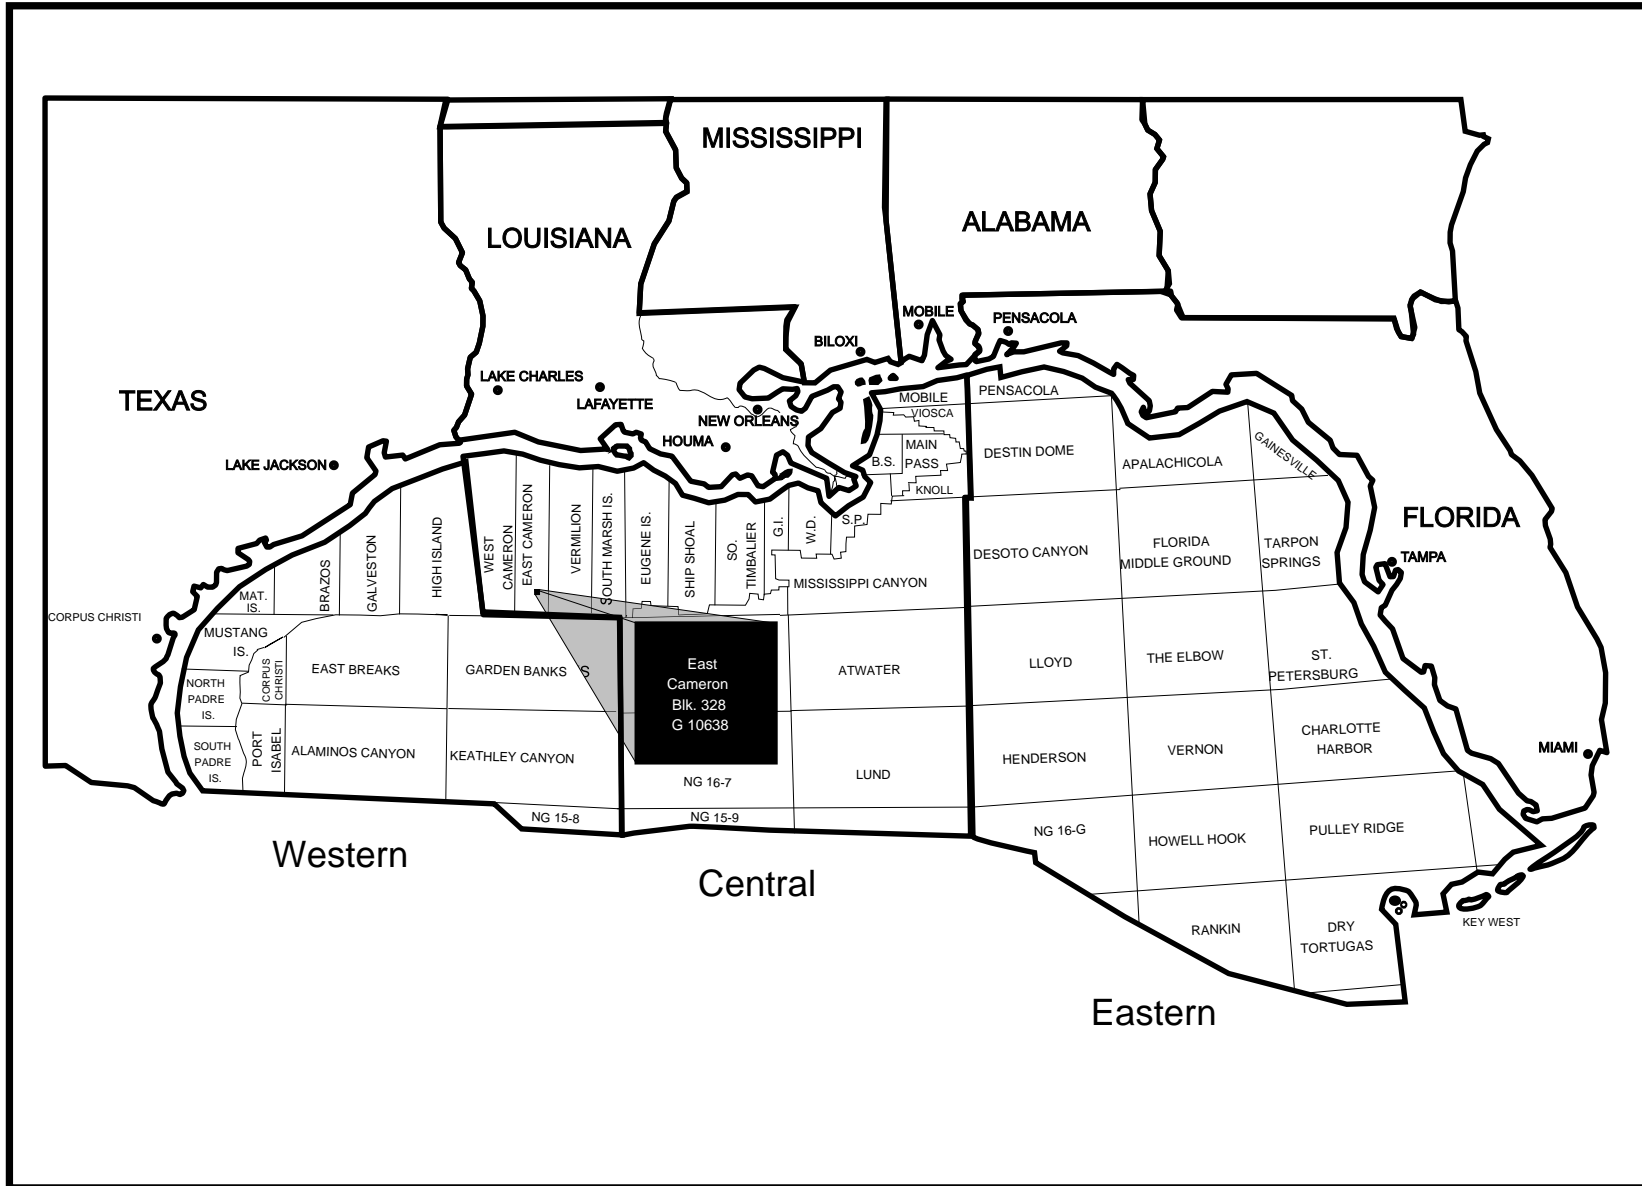 MISSISSIPPI
ALABAMA
LOUISIANA
MOBILE
PENSACOLA
BILOXI
LAKE CHARLES
LAFAYETTE
TEXAS
NEW ORLEANS
HOUMA
LAKE JACKSON
FLORIDA
TAMPA
MIAMI
KEY WEST
CORPUS CHRISTI
MOBILE
PENSACOLA
VIOSCA
KNOLL
MAIN
PASS
B.S.
DESTIN DOME
APALACHICOLA
GAINESVILLE
WEST
CAMERON
EAST CAMERON
VERMILION
SOUTH MARSH IS.
EUGENE IS.
SHIP SHOAL
SO.
TIMBALIER
G.I.
W.D.
S.P.
MISSISSIPPI CANYON
DESOTO CANYON
FLORIDA
MIDDLE GROUND
TARPON
SPRINGS
HIGH ISLAND
GALVESTON
BRAZOS
MAT.
IS.
MUSTANG
IS.
CORPUS
CHRISTI
EAST BREAKS
GARDEN BANKS
S
East
Cameron
Blk. 328
G 10638
ATWATER
LLOYD
THE ELBOW
ST.
PETERSBURG
NORTH
PADRE
IS.
SOUTH
PADRE
IS.
PORT
ISABEL
ALAMINOS CANYON
KEATHLEY CANYON
NG 16-7
LUND
HENDERSON
VERNON
CHARLOTTE
HARBOR
NG 15-8
NG 15-9
NG 16-G
HOWELL HOOK
PULLEY RIDGE
RANKIN
DRY
TORTUGAS
Western
Central
Eastern